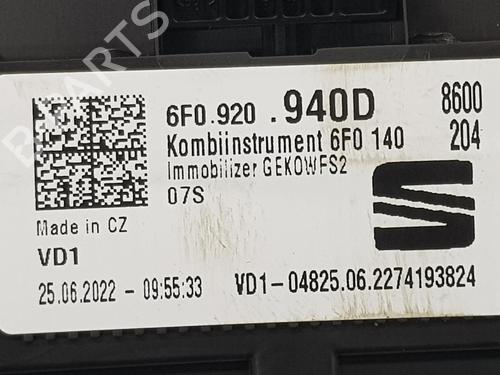 6F0.920 .940D 8600
Kombiinstrument 6F0 140 204
Immobilizer GEKOWFS2
07S
Made in CZ
VD1
25.06.2022 - 09:55:33 VD1-04825.06.2274193824
B-PARTS